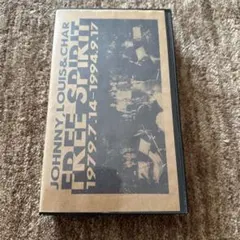 JOHNNY, LOUIS & CHAR
FREE SPIRIT
1979.7.14-1994.9.17